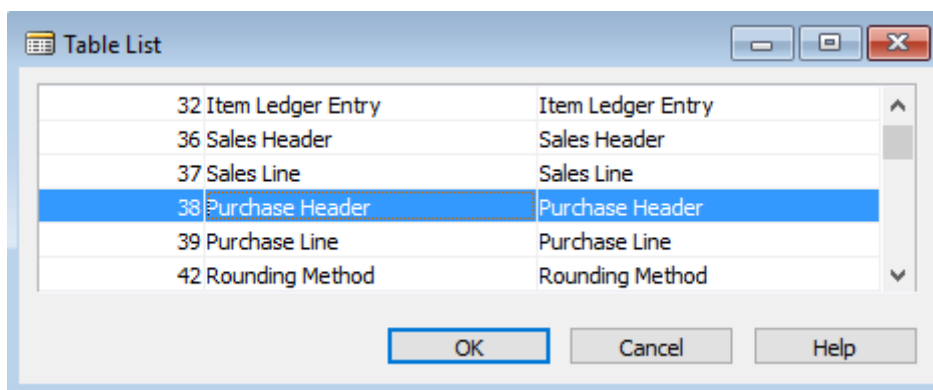 Table List
32 Item Ledger Entry Item Ledger Entry
36 Sales Header Sales Header
37 Sales Line Sales Line
38 Purchase Header Purchase Header
39 Purchase Line Purchase Line
42 Rounding Method Rounding Method
OK Cancel Help